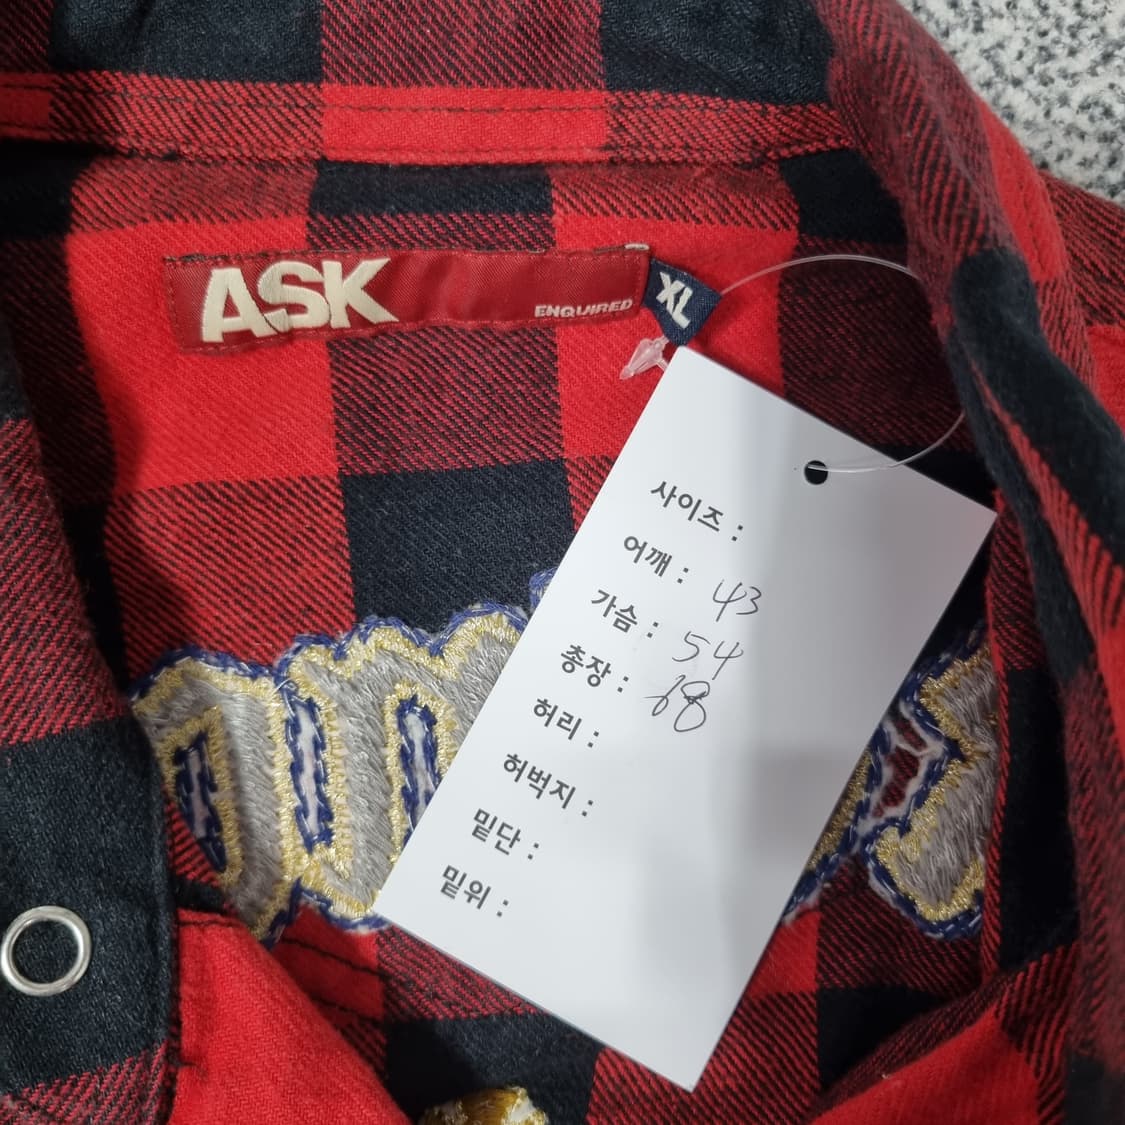 ASK
ENQUIRED
XL
사이즈 :
어깨 : 43
가슴 : 54
총장 : 68
허리 :
허벅지 :
밑단 :
밑위 :